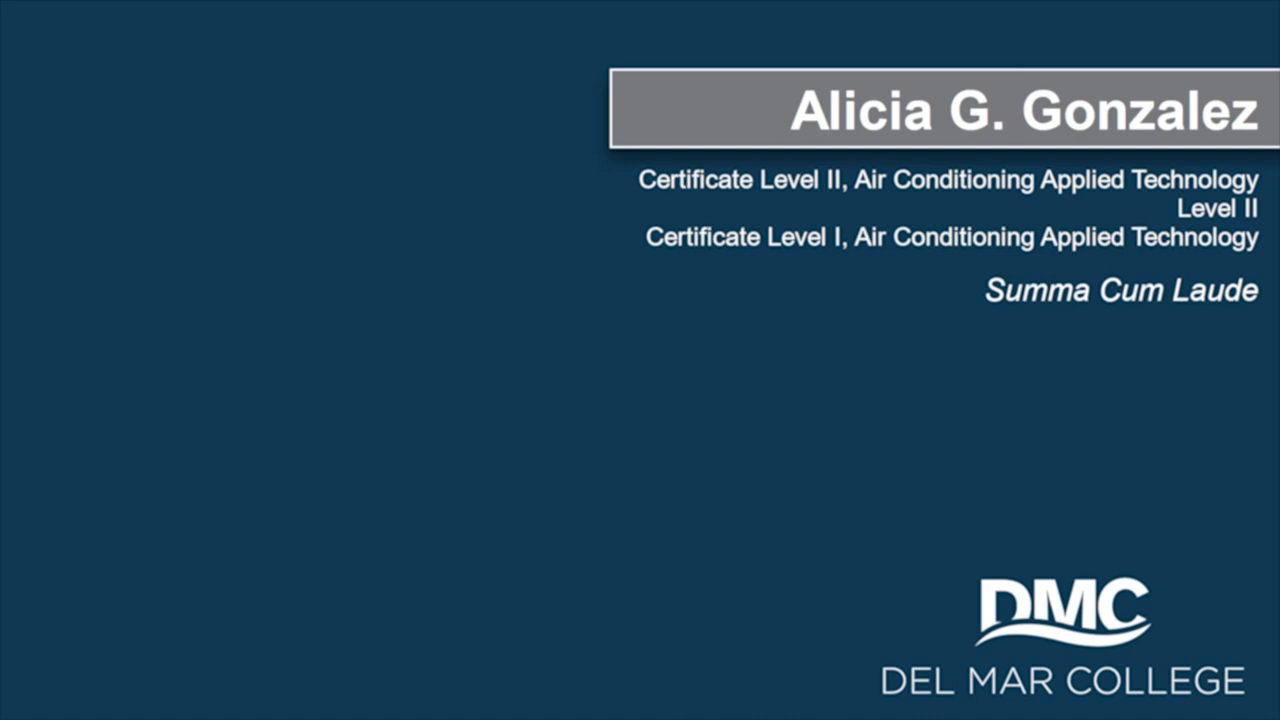 Alicia G. Gonzalez
Certificate Level II, Air Conditioning Applied Technology
Level II
Certificate Level I, Air Conditioning Applied Technology
Summa Cum Laude
DMC
DEL MAR COLLEGE